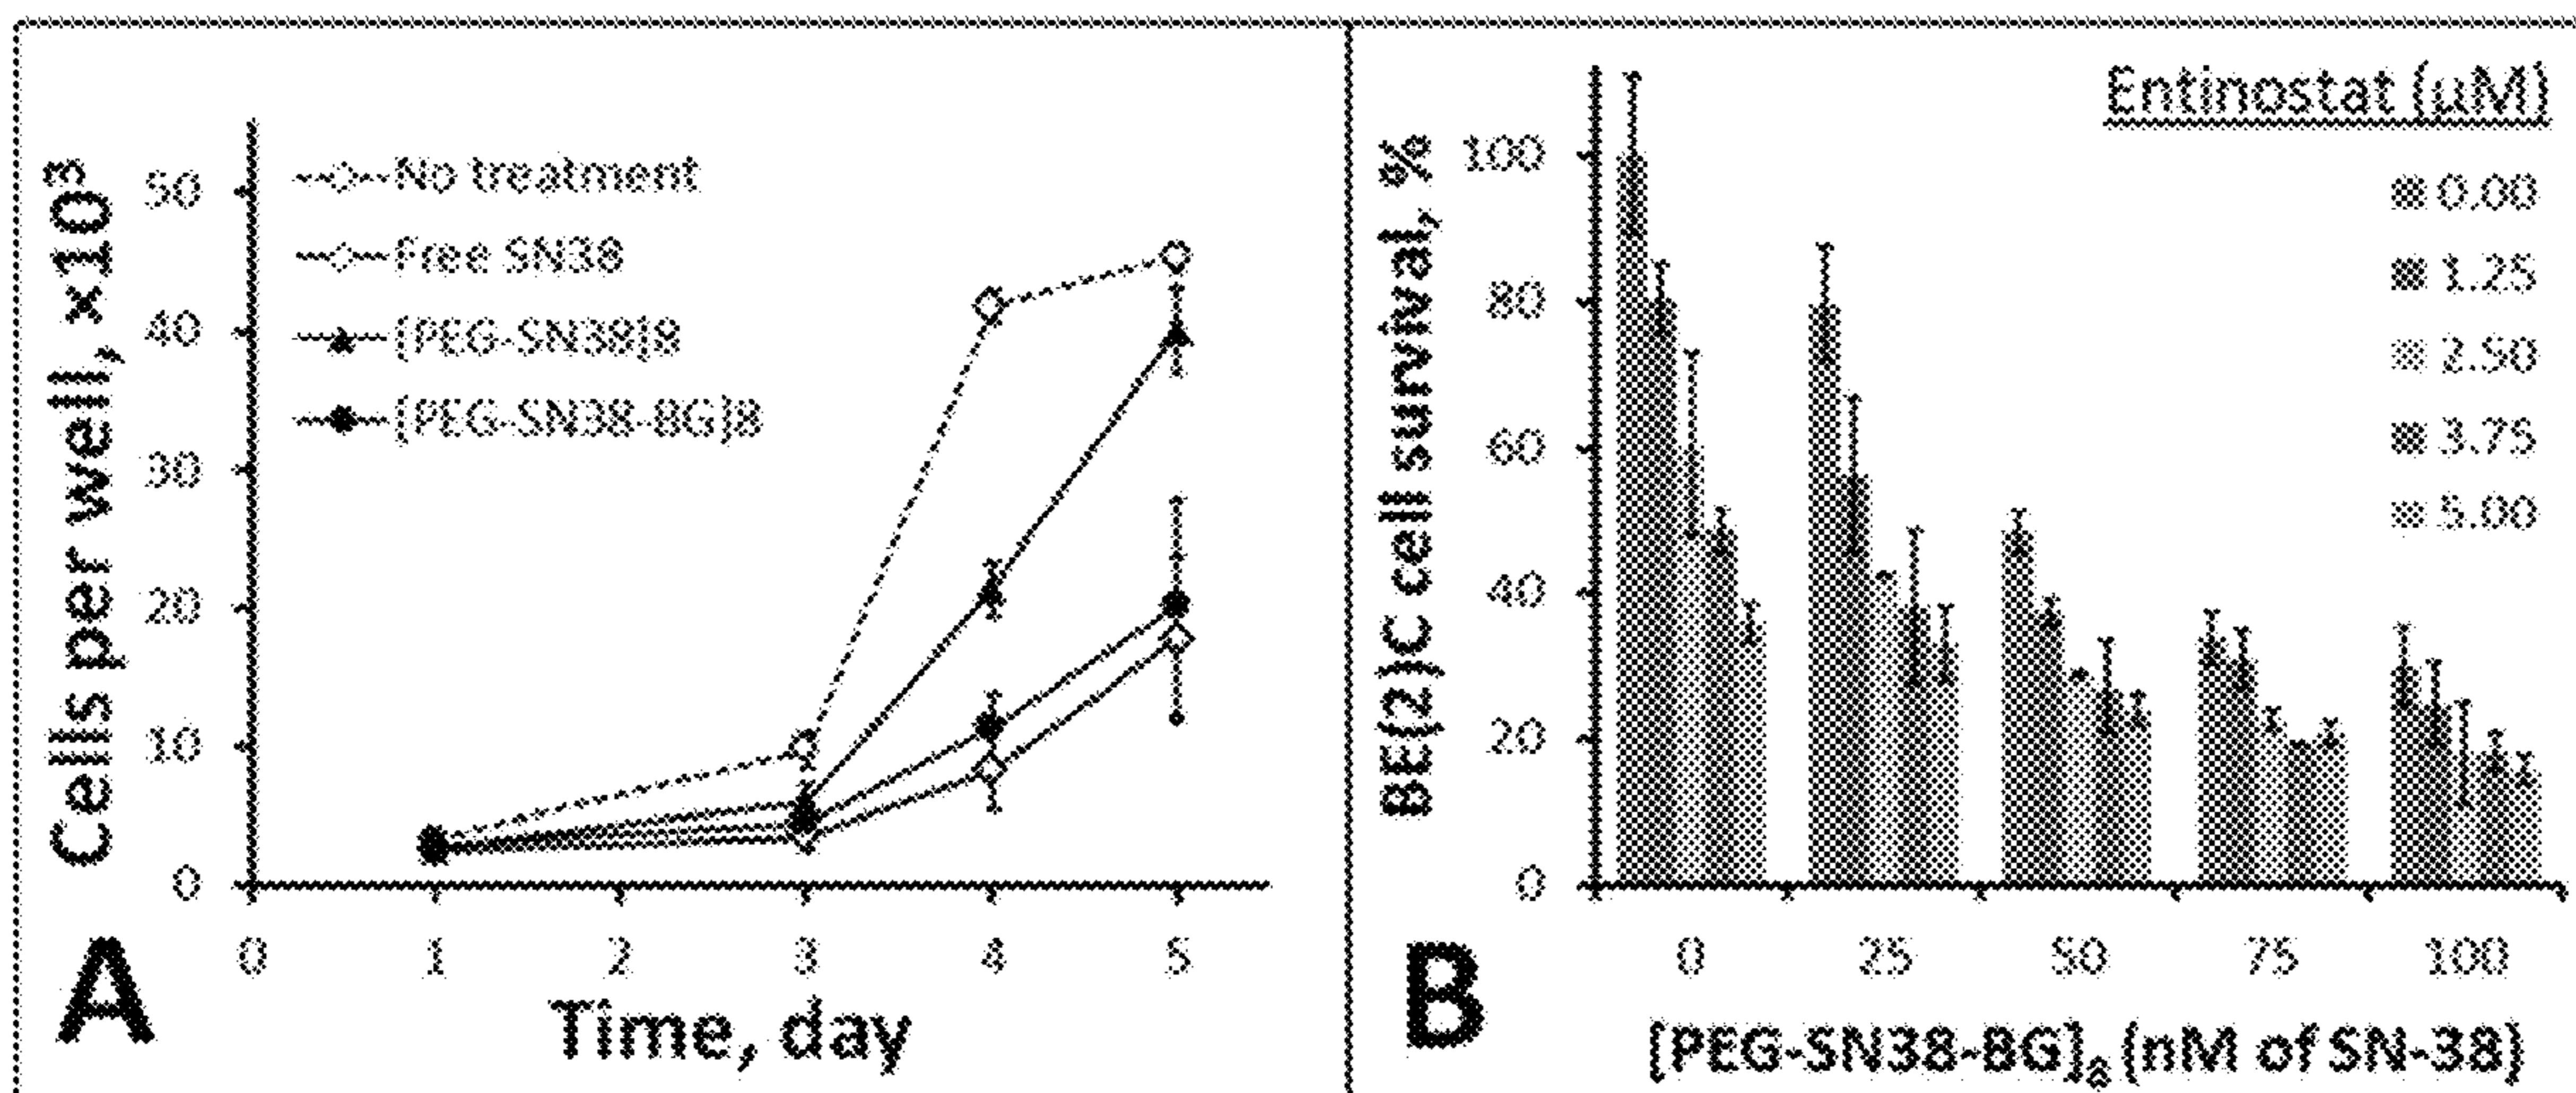 Cells per well, ×10³
50
40
30
20
10
0
No treatment
Free SN38
[PEG-SN38]8
[PEG-SN38-BG]8
0 1 2 3 4 5
Time, day
A
BE(2)C cell survival, %
100
80
60
40
20
0
Entinostat (µM)
0.00
1.25
2.50
3.75
5.00
0 25 50 75 100
[PEG-SN38-BG]₈ (nM of SN-38)
B